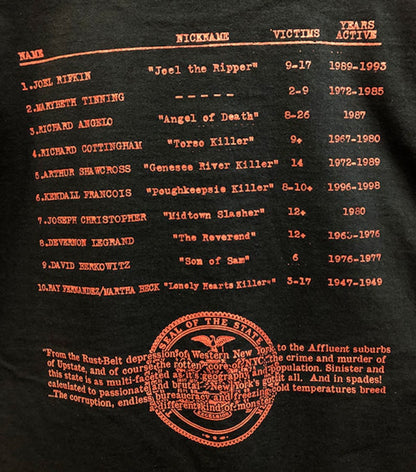 NAME NICKNAME VICTIMS YEARS ACTIVE
1.JOEL RIFKIN "Joel the Ripper" 9-17 1989-1993
2.MARYBETH TINNING ----- 2-9 1972-1985
3.RICHARD ANGELO "Angel of Death" 8-26 1987
4.RICHARD COTTINGHAM "Torso Killer" 9+ 1967-1980
5.ARTHUR SHAWCROSS "Genesee River Killer" 14 1972-1989
6.KENDALL FRANCOIS "Poughkeepsie Killer" 8-10+ 1996-1998
7.JOSEPH CHRISTOPHER "Midtown Slasher" 12+ 1980
8.DEVERNON LEGRAND "The Reverend" 12+ 1963-1976
9.DAVID BERKOWITZ "Son of Sam" 6 1976-1977
10.RAY FERNANDEZ/MARTHA BECK "Lonely Hearts Killers" 3-17 1947-1949
SEAL OF THE STATE
"From the Rust-Belt depression of Western New York to the Affluent suburbs
of Upstate, and of course the rotten core of NYC, the crime and murder of
this state is as multi-faceted as it's geography and population. Sinister and
calculated to passionate and brutal- New York's got it all. And in spades!
...The corruption, endless bureaucracy and freezing cold temperatures breed
a different kind of monster."
EXCELSIOR